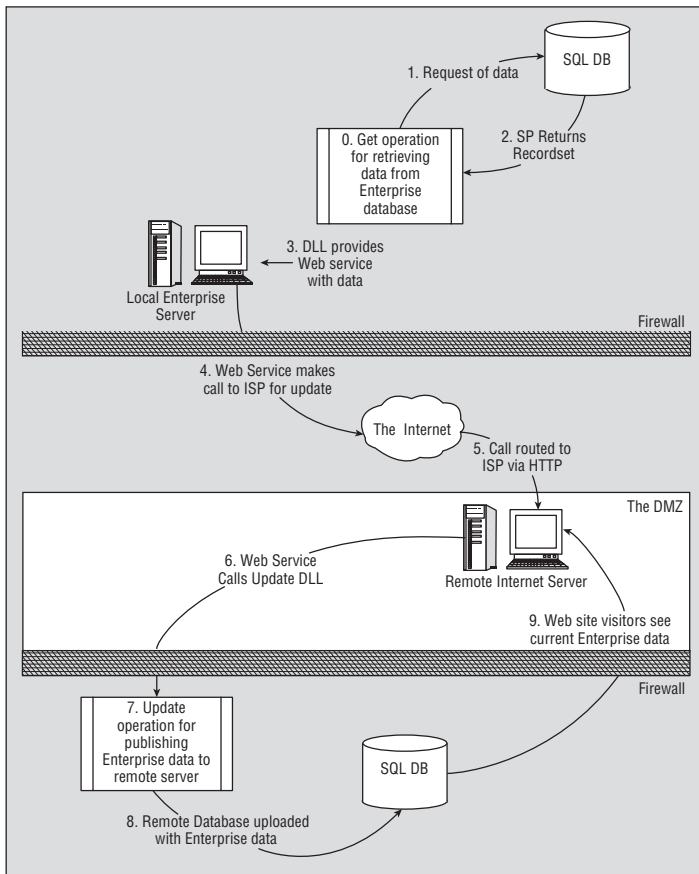 SQL DB
1. Request of data
2. SP Returns
Recordset
0. Get operation
for retrieving
data from
Enterprise
database
3. DLL provides
Web service
with data
Local Enterprise
Server
Firewall
4. Web Service makes
call to ISP for update
The Internet
5. Call routed to
ISP via HTTP
The DMZ
6. Web Service
Calls Update DLL
Remote Internet Server
9. Web site visitors see
current Enterprise data
Firewall
7. Update
operation for
publishing
Enterprise data to
remote server
SQL DB
8. Remote Database uploaded
with Enterprise data